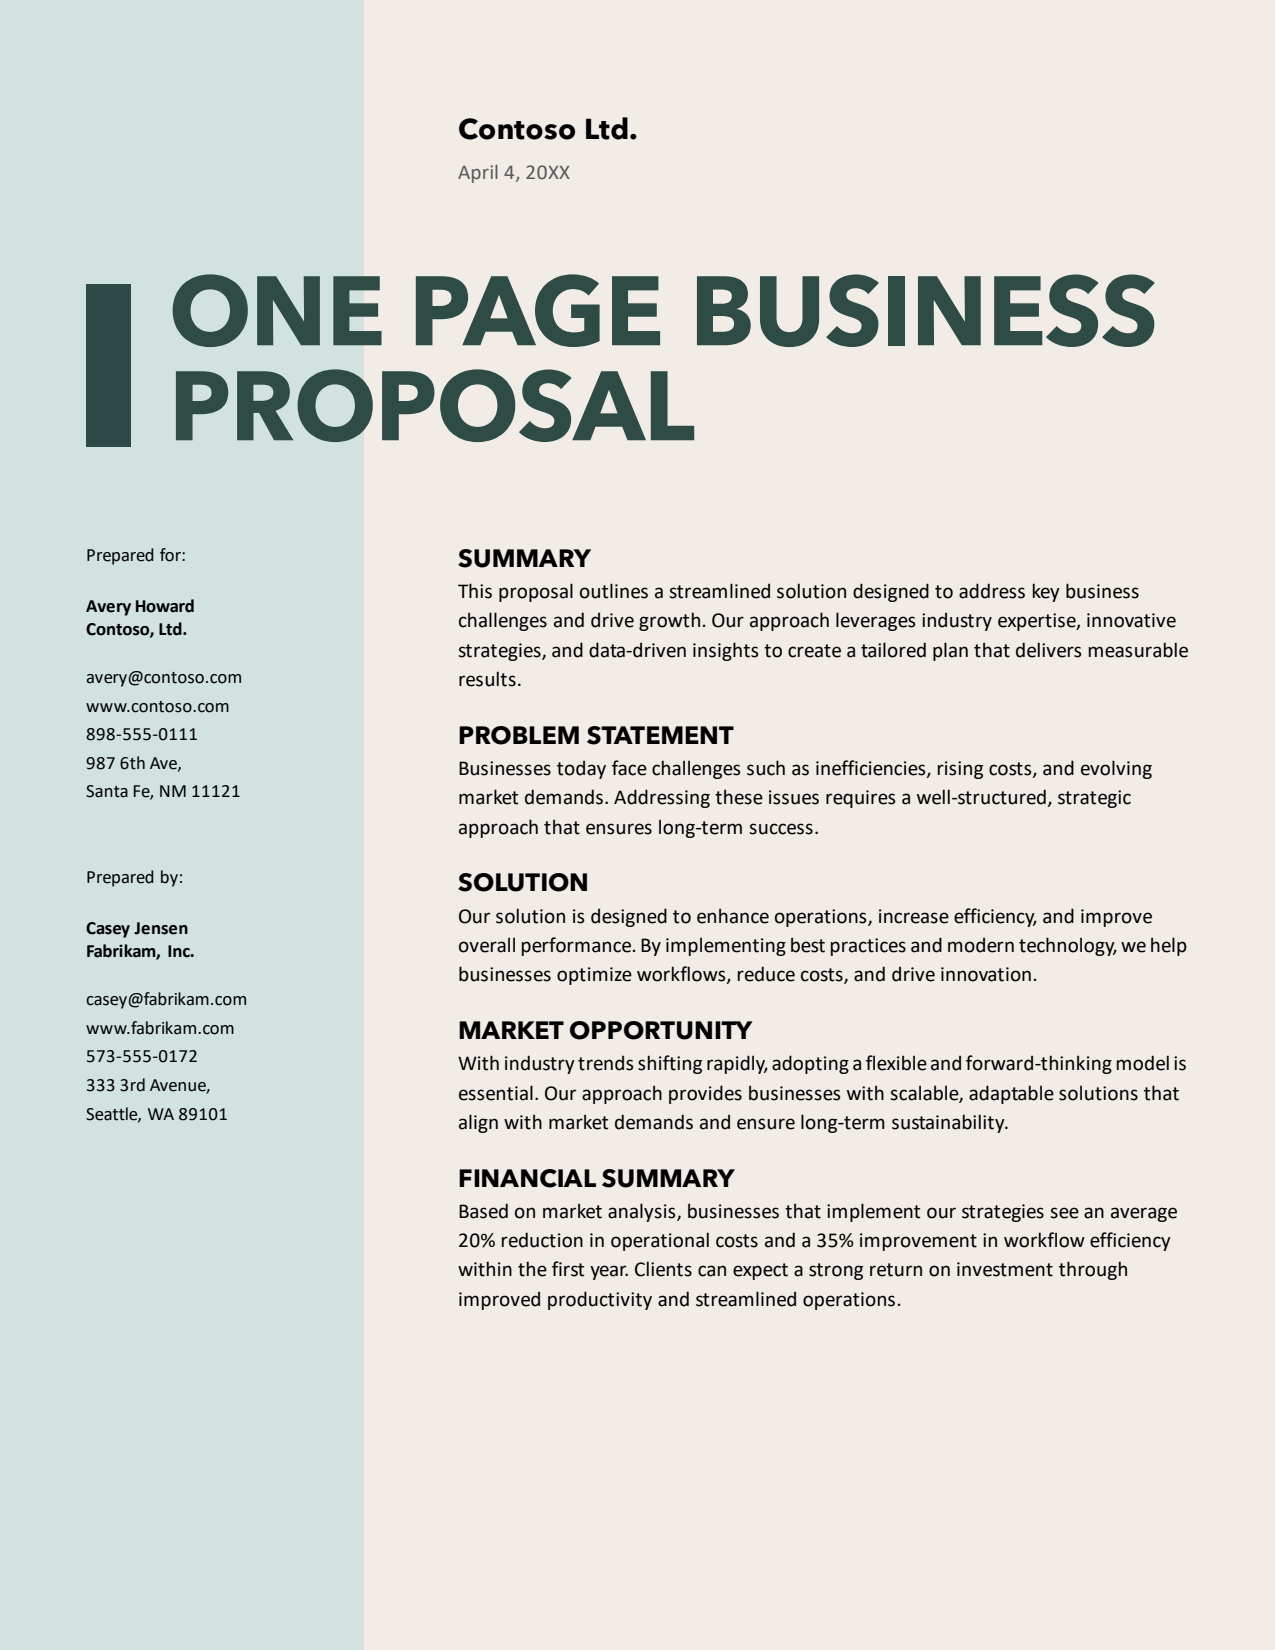 Contoso Ltd.
April 4, 20XX
ONE PAGE BUSINESS
PROPOSAL
Prepared for:
Avery Howard
Contoso, Ltd.
avery@contoso.com
www.contoso.com
898-555-0111
987 6th Ave,
Santa Fe, NM 11121
Prepared by:
Casey Jensen
Fabrikam, Inc.
casey@fabrikam.com
www.fabrikam.com
573-555-0172
333 3rd Avenue,
Seattle, WA 89101
SUMMARY
This proposal outlines a streamlined solution designed to address key business
challenges and drive growth. Our approach leverages industry expertise, innovative
strategies, and data-driven insights to create a tailored plan that delivers measurable
results.
PROBLEM STATEMENT
Businesses today face challenges such as inefficiencies, rising costs, and evolving
market demands. Addressing these issues requires a well-structured, strategic
approach that ensures long-term success.
SOLUTION
Our solution is designed to enhance operations, increase efficiency, and improve
overall performance. By implementing best practices and modern technology, we help
businesses optimize workflows, reduce costs, and drive innovation.
MARKET OPPORTUNITY
With industry trends shifting rapidly, adopting a flexible and forward-thinking model is
essential. Our approach provides businesses with scalable, adaptable solutions that
align with market demands and ensure long-term sustainability.
FINANCIAL SUMMARY
Based on market analysis, businesses that implement our strategies see an average
20% reduction in operational costs and a 35% improvement in workflow efficiency
within the first year. Clients can expect a strong return on investment through
improved productivity and streamlined operations.